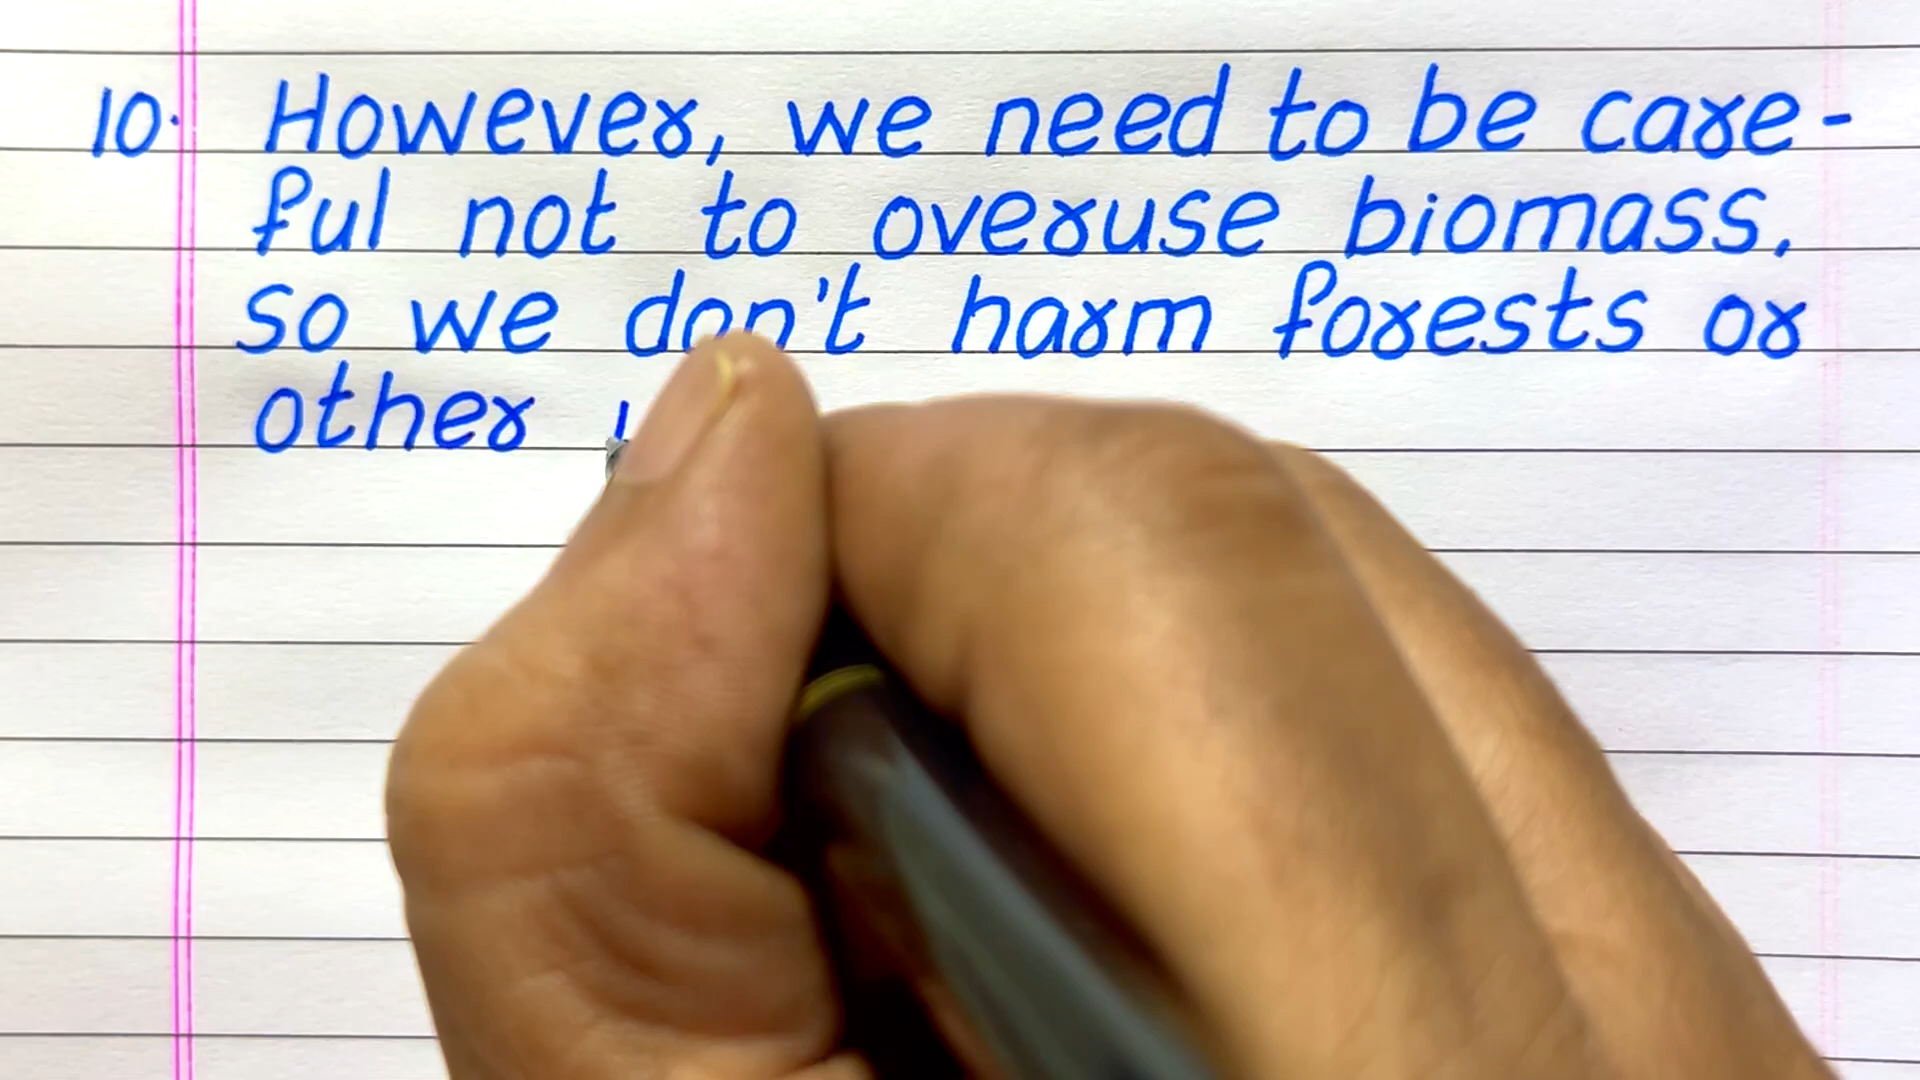 10. However, we need to be care-
ful not to overuse biomass,
so we don't harm forests or
other